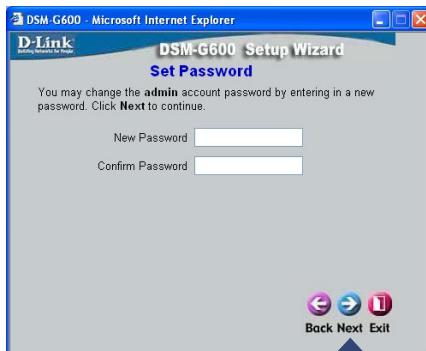 DSM-G600 - Microsoft Internet Explorer
D-Link
Building Networks for People
DSM-G600 Setup Wizard
Set Password
You may change the admin account password by entering in a new
password. Click Next to continue.
New Password
Confirm Password
Back Next Exit